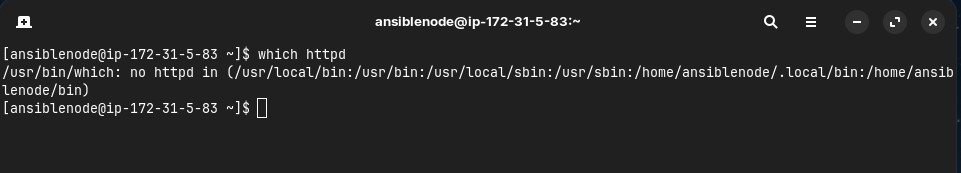 ansiblenode@ip-172-31-5-83:~
[ansiblenode@ip-172-31-5-83 ~]$ which httpd
/usr/bin/which: no httpd in (/usr/local/bin:/usr/bin:/usr/local/sbin:/usr/sbin:/home/ansiblenode/.local/bin:/home/ansib
lenode/bin)
[ansiblenode@ip-172-31-5-83 ~]$